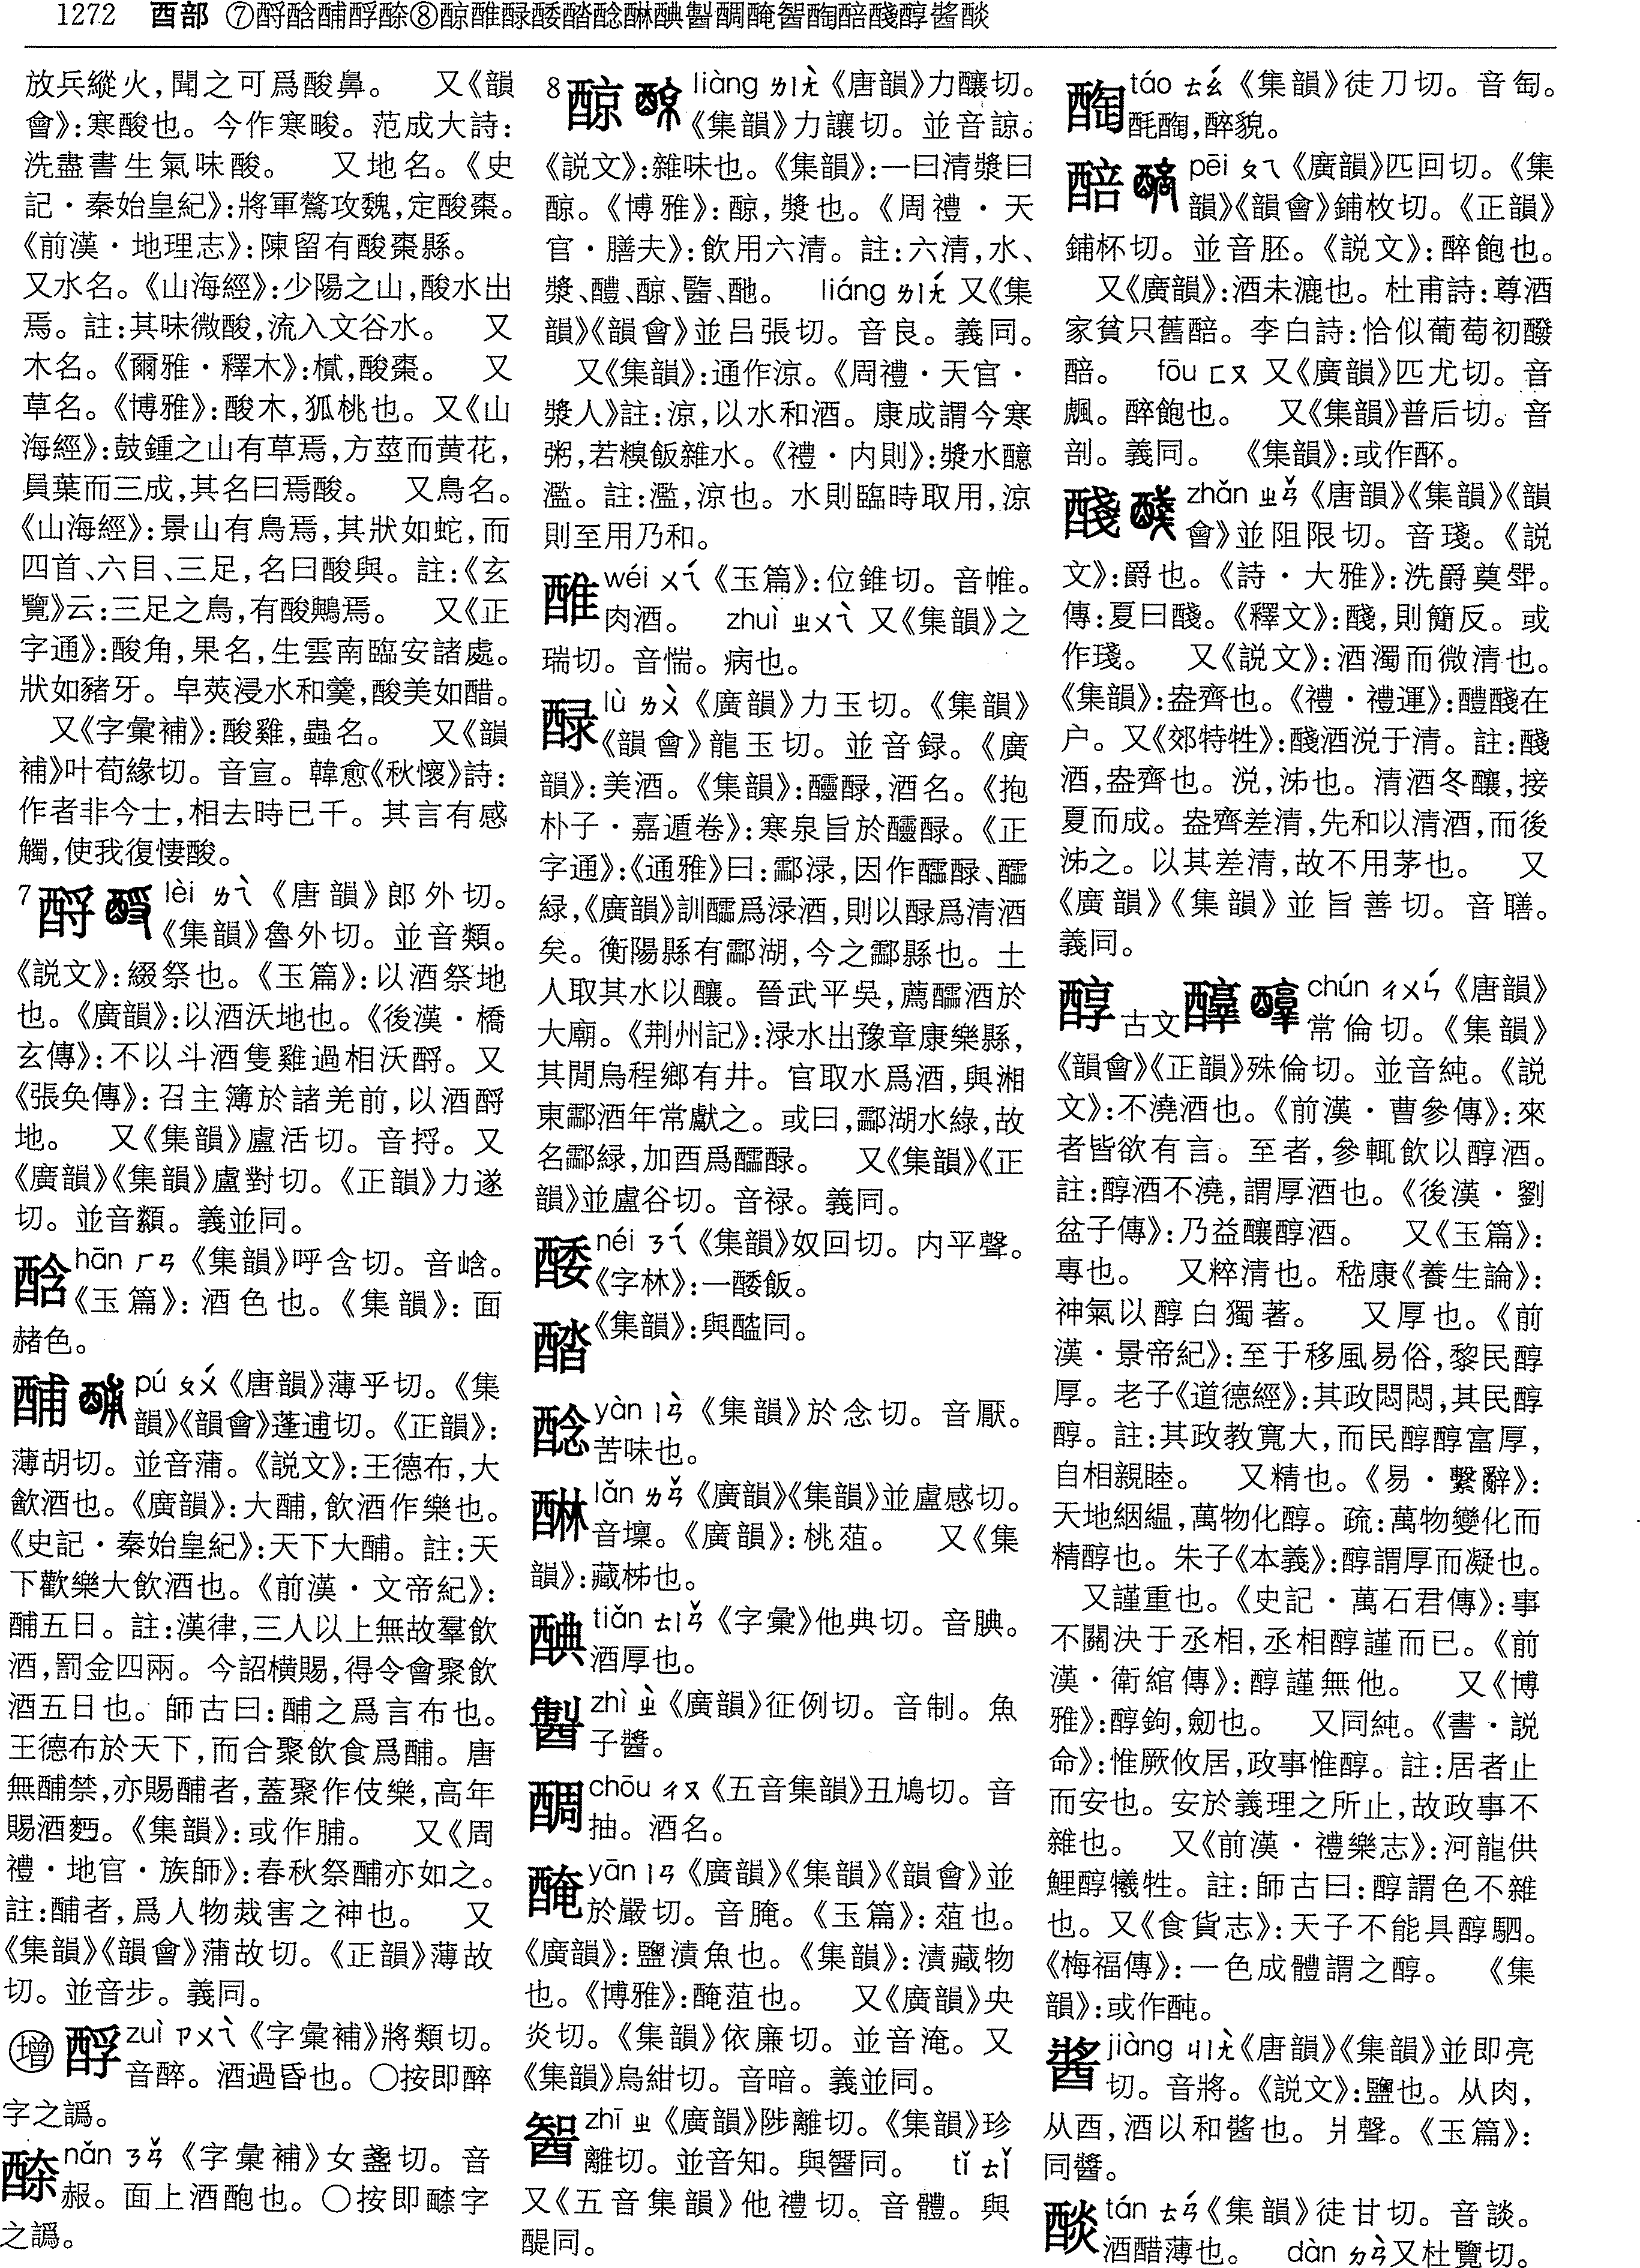 1272 酉部 ⑦酹酓酺酻⑧醇醬
放兵縱火,聞之可爲酸鼻。 又《韻
會》:寒酸也。今作寒畯。范成大詩:
洗盡書生氣味酸。 又地名。《史
記·秦始皇紀》:將軍驁攻魏,定酸棗。
《前漢·地理志》:陳留有酸棗縣。
又水名。《山海經》:少陽之山,酸水出
焉。註:其味微酸,流入文谷水。 又
木名。《爾雅·釋木》:樲,酸棗。 又
草名。《博雅》:酸木,狐桃也。又《山
海經》:鼓鍾之山有草焉,方莖而黄花,
員葉而三成,其名曰焉酸。 又鳥名。
《山海經》:景山有鳥焉,其狀如蛇,而
四首、六目、三足,名曰酸與。註:《玄
覽》云:三足之鳥,有酸鷾焉。 又《正
字通》:酸角,果名,生雲南臨安諸處。
狀如豬牙。皁莢浸水和羹,酸美如醋。
又《字彙補》:酸雞,蟲名。 又《韻
補》叶荀緣切。音宣。韓愈《秋懷》詩:
作者非今士,相去時已千。其言有感
觸,使我復悽酸。
7 酹 lèi ㄌㄟˋ《唐韻》郎外切。
《集韻》魯外切。並音類。
《説文》:綴祭也。《玉篇》:以酒祭地
也。《廣韻》:以酒沃地也。《後漢·橋
玄傳》:不以斗酒隻雞過相沃酹。又
《張奂傳》:召主簿於諸羌前,以酒酹
地。 又《集韻》盧活切。音捋。又
《廣韻》《集韻》盧對切。《正韻》力遂
切。並音纇。義並同。
酓 hān ㄏㄢ《集韻》呼含切。音峆。
《玉篇》:酒色也。《集韻》:面
赭色。
酺 pú ㄆㄨˊ《唐韻》薄乎切。《集
韻》《韻會》蓬逋切。《正韻》:
薄胡切。並音蒲。《説文》:王德布,大
歙酒也。《廣韻》:大酺,飲酒作樂也。
《史記·秦始皇紀》:天下大酺。註:天
下歡樂大飲酒也。《前漢·文帝紀》:
酺五日。註:漢律,三人以上無故羣飲
酒,罰金四兩。今詔横賜,得令會聚飲
酒五日也。師古曰:酺之爲言布也。
王德布於天下,而合聚飲食爲酺。唐
無酺禁,亦賜酺者,蓋聚作伎樂,高年
賜酒麪。《集韻》:或作脯。 又《周
禮·地官·族師》:春秋祭酺亦如之。
註:酺者,爲人物烖害之神也。 又
《集韻》《韻會》蒲故切。《正韻》薄故
切。並音步。義同。
增 酻 zuì ㄗㄨㄟˋ《字彙補》將類切。
音醉。酒過昏也。○按即醉
字之譌。
nǎn ㄋㄢˇ《字彙補》女盞切。音
赧。面上酒皰也。○按即字
之譌。
8 醇 liàng ㄌㄧㄤˋ《唐韻》力釀切。
《集韻》力讓切。並音諒。
《説文》:雜味也。《集韻》:一曰清漿曰
䣼。《博雅》:䣼,漿也。《周禮·天
官·膳夫》:飲用六清。註:六清,水、
漿、醴、䣼、醫、酏。 liáng ㄌㄧㄤˊ又《集
韻》《韻會》並吕張切。音良。義同。
又《集韻》:通作涼。《周禮·天官·
漿人》註:涼,以水和酒。康成謂今寒
粥,若糗飯雜水。《禮·内則》:漿水醷
濫。註:濫,涼也。水則臨時取用,涼
則至用乃和。
wéi ㄨㄟˊ《玉篇》:位錐切。音帷。
肉酒。 zhuì ㄓㄨㄟˋ又《集韻》之
瑞切。音惴。病也。
醁 lù ㄌㄨˋ《廣韻》力玉切。《集韻》
《韻會》龍玉切。並音録。《廣
韻》:美酒。《集韻》:醽醁,酒名。《抱
朴子·嘉遁卷》:寒泉旨於醽醁。《正
字通》:《通雅》曰:酃渌,因作醽醁、醽
緑,《廣韻》訓醽爲渌酒,則以醁爲清酒
矣。衡陽縣有酃湖,今之酃縣也。土
人取其水以釀。晉武平吳,薦醽酒於
大廟。《荆州記》:渌水出豫章康樂縣,
其閒烏程鄉有井。官取水爲酒,與湘
東酃酒年常獻之。或曰,酃湖水綠,故
名酃緑,加酉爲醽醁。 又《集韻》《正
韻》並盧谷切。音禄。義同。
néi ㄋㄟˊ《集韻》奴回切。内平聲。
《字林》:一餧飯。
《集韻》:與醓同。
yàn ㄧㄢˋ《集韻》於念切。音厭。
苦味也。
醂 lǎn ㄌㄢˇ《廣韻》《集韻》並盧感切。
音壈。《廣韻》:桃菹。 又《集
韻》:藏柹也。
tiǎn ㄊㄧㄢˇ《字彙》他典切。音腆。
酒厚也。
zhì ㄓˋ《廣韻》征例切。音制。魚
子醬。
chōu ㄔㄡ《五音集韻》丑鳩切。音
抽。酒名。
醃 yān ㄧㄢ《廣韻》《集韻》《韻會》並
於嚴切。音腌。《玉篇》:菹也。
《廣韻》:鹽漬魚也。《集韻》:漬藏物
也。《博雅》:醃菹也。 又《廣韻》央
炎切。《集韻》依廉切。並音淹。又
《集韻》烏紺切。音暗。義並同。
zhī ㄓ《廣韻》陟離切。《集韻》珍
離切。並音知。與同。 tǐ ㄊㄧˇ
又《五音集韻》他禮切。音體。與
醍同。
醄 táo ㄊㄠˊ《集韻》徒刀切。音匋。
酕醄,醉貌。
醅 pēi ㄆㄟ《廣韻》匹回切。《集
韻》《韻會》鋪枚切。《正韻》
鋪杯切。並音胚。《説文》:醉飽也。
又《廣韻》:酒未漉也。杜甫詩:尊酒
家貧只舊醅。李白詩:恰似葡萄初醱
醅。 fōu ㄈㄡ又《廣韻》匹尤切。音
䬌。醉飽也。 又《集韻》普后切。音
剖。義同。 《集韻》:或作酥。
醆 zhǎn ㄓㄢˇ《唐韻》《集韻》《韻
會》並阻限切。音琖。《説
文》:爵也。《詩·大雅》:洗爵奠斝。
傳:夏曰醆。《釋文》:醆,則簡反。或
作琖。 又《説文》:酒濁而微清也。
《集韻》:盎齊也。《禮·禮運》:醴醆在
户。又《郊特牲》:醆酒涚于清。註:醆
酒,盎齊也。涚,泲也。清酒冬釀,接
夏而成。盎齊差清,先和以清酒,而後
泲之。以其差清,故不用茅也。 又
《廣韻》《集韻》並旨善切。音膳。
義同。
醇 古文 chún ㄔㄨㄣˊ《唐韻》
常倫切。《集韻》
《韻會》《正韻》殊倫切。並音純。《説
文》:不澆酒也。《前漢·曹參傳》:來
者皆欲有言。至者,參輒飲以醇酒。
註:醇酒不澆,謂厚酒也。《後漢·劉
盆子傳》:乃益釀醇酒。 又《玉篇》:
專也。 又粹清也。嵇康《養生論》:
神氣以醇白獨著。 又厚也。《前
漢·景帝紀》:至于移風易俗,黎民醇
厚。老子《道德經》:其政悶悶,其民醇
醇。註:其政教寬大,而民醇醇富厚,
自相親睦。 又精也。《易·繫辭》:
天地絪縕,萬物化醇。疏:萬物變化而
精醇也。朱子《本義》:醇謂厚而凝也。
又謹重也。《史記·萬石君傳》:事
不關決于丞相,丞相醇謹而已。《前
漢·衛綰傳》:醇謹無他。 又《博
雅》:醇鉤,劒也。 又同純。《書·説
命》:惟厥攸居,政事惟醇。註:居者止
而安也。安於義理之所止,故政事不
雜也。 又《前漢·禮樂志》:河龍供
鯉醇犧牲。註:師古曰:醇謂色不雜
也。又《食貨志》:天子不能具醇駟。
《梅福傳》:一色成體謂之醇。 《集
韻》:或作酏。
jiàng ㄐㄧㄤˋ《唐韻》《集韻》並即亮
切。音將。《説文》:鹽也。从肉,
从酉,酒以和醬也。爿聲。《玉篇》:
同醬。
醈 tán ㄊㄢˊ《集韻》徒甘切。音談。
酒醋薄也。 dàn ㄉㄢˋ又杜覽切。